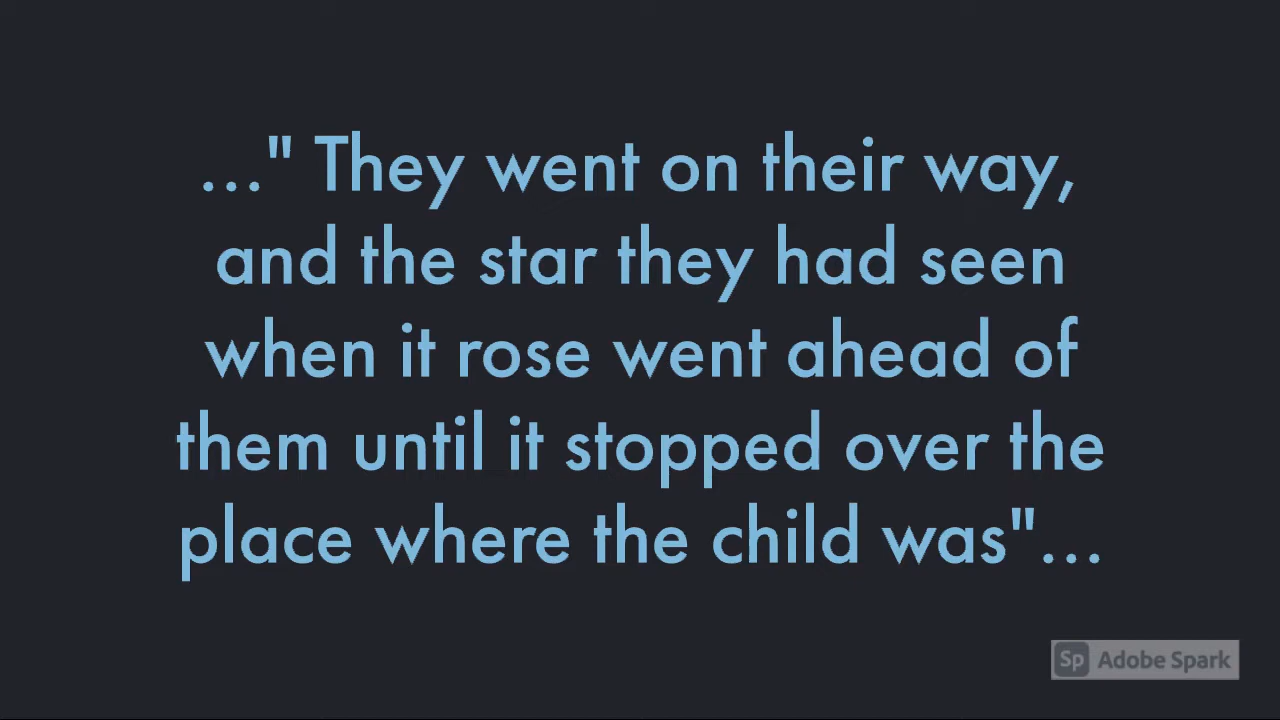 ..." They went on their way,
and the star they had seen
when it rose went ahead of
them until it stopped over the
place where the child was"...
Sp Adobe Spark